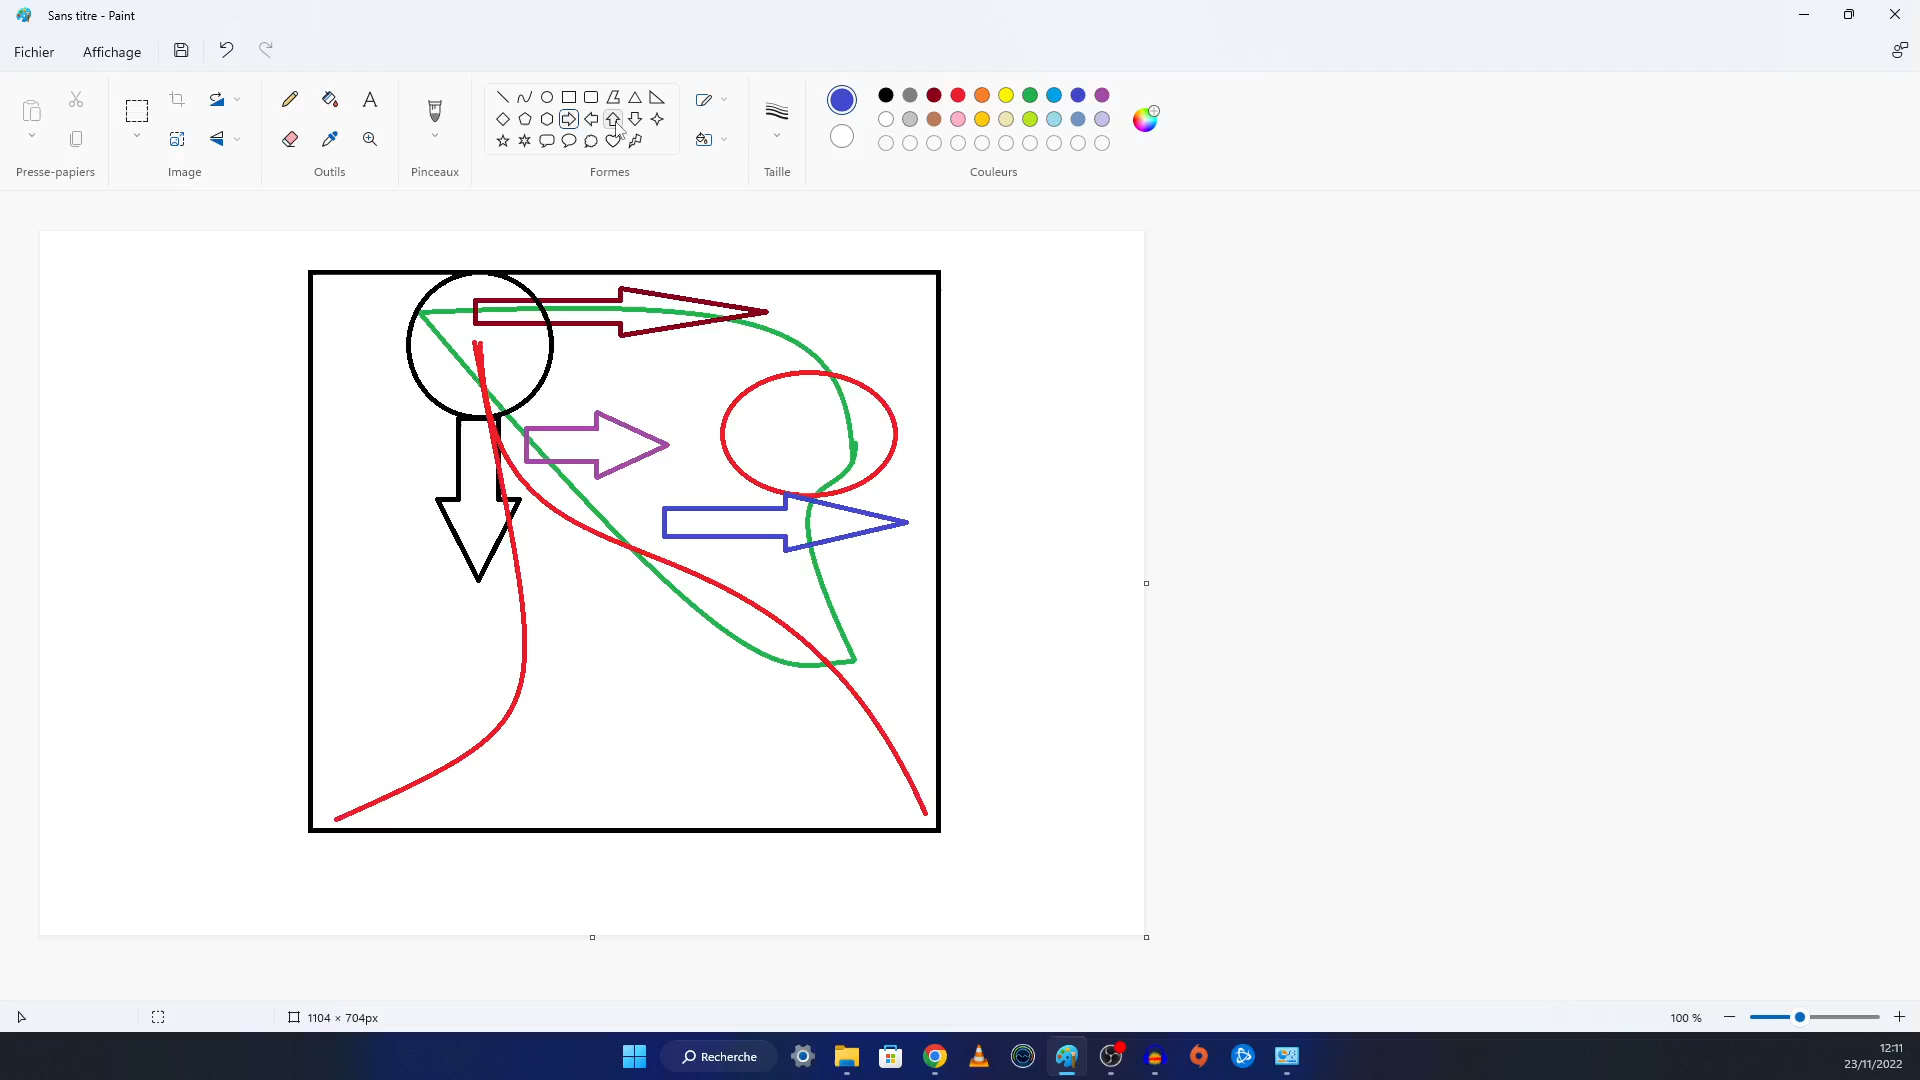 Sans titre - Paint
Fichier Affichage
Presse-papiers Image Outils Pinceaux Formes Taille Couleurs
1104 × 704px 100 %
Recherche
12:11
23/11/2022